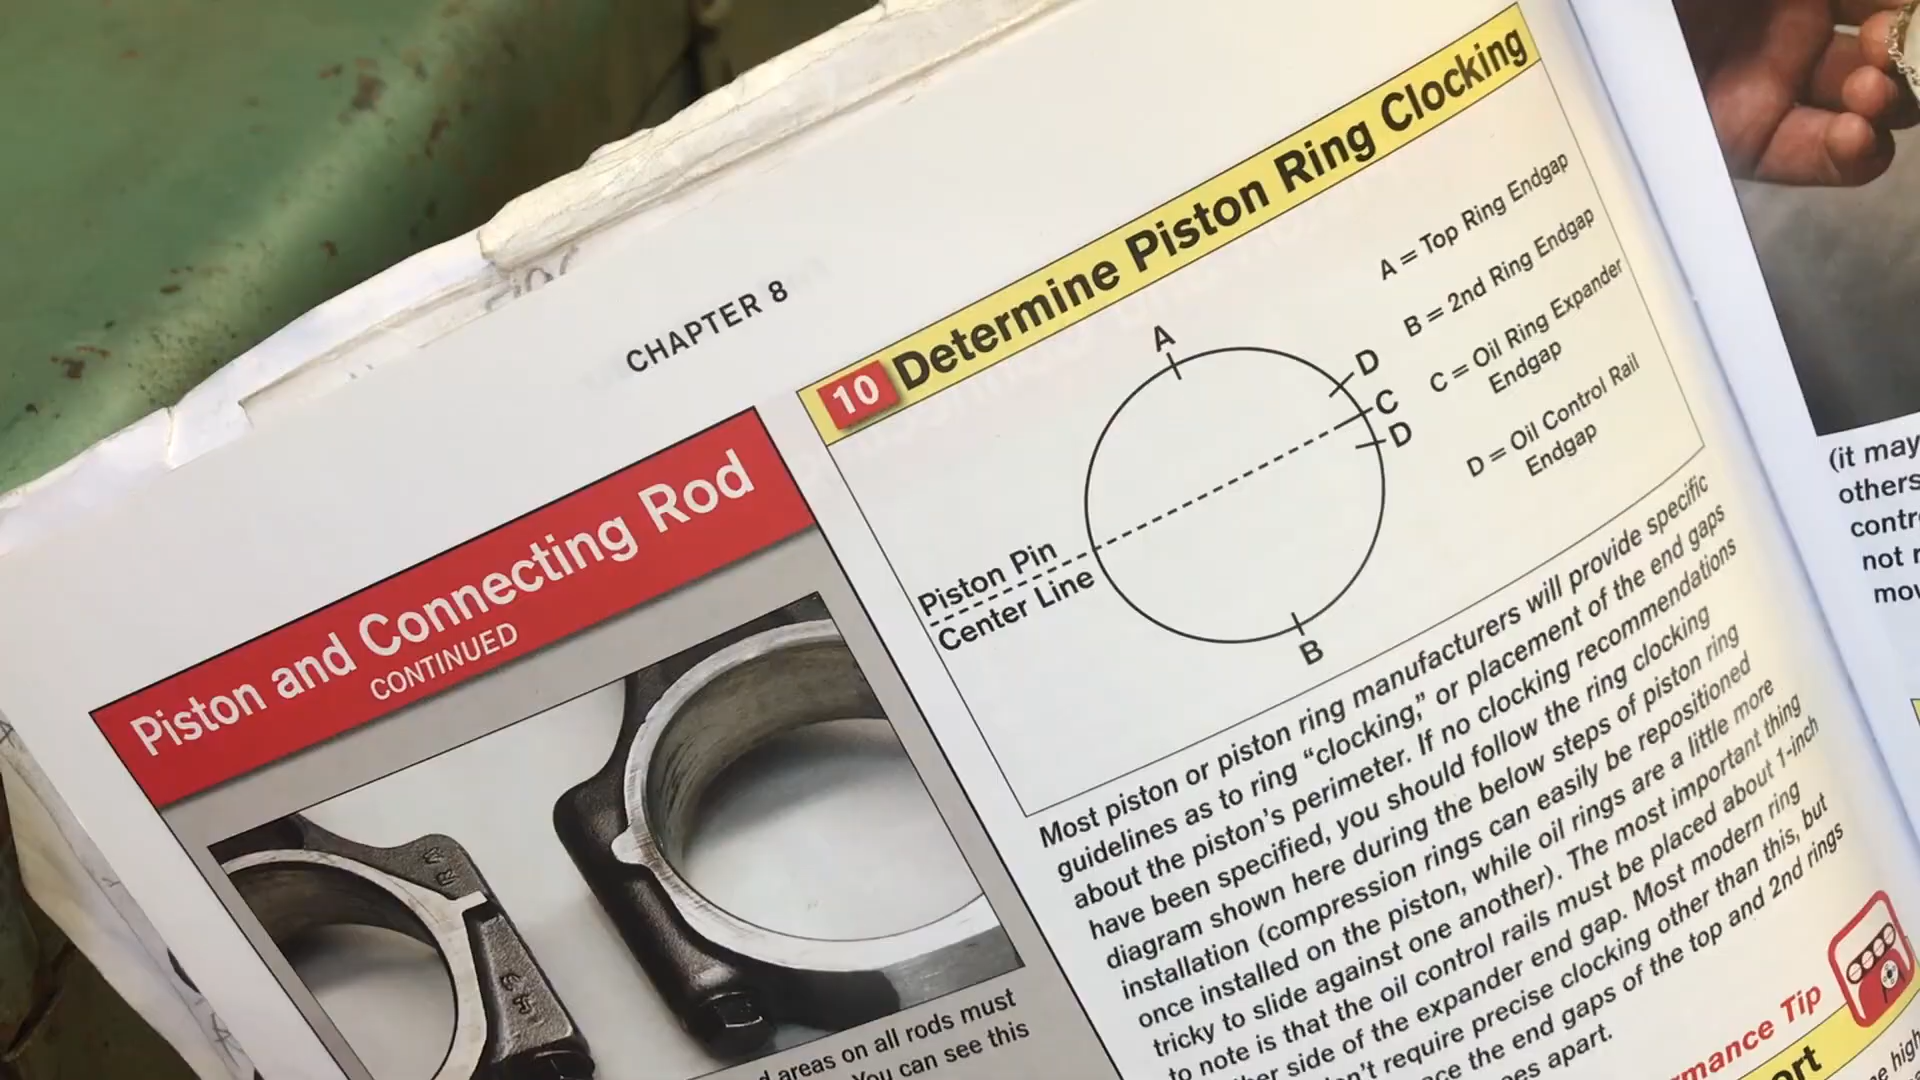 CHAPTER 8
Piston and Connecting Rod
CONTINUED
areas on all rods must
You can see this
10 Determine Piston Ring Clocking
A = Top Ring Endgap
B = 2nd Ring Endgap
C = Oil Ring Expander
Endgap
D = Oil Control Rail
Endgap
A
D
C
D
B
Piston Pin
Center Line
Most piston or piston ring manufacturers will provide specific
guidelines as to ring “clocking,” or placement of the end gaps
about the piston’s perimeter. If no clocking recommendations
have been specified, you should follow the ring clocking
diagram shown here during the below steps of piston ring
installation (compression rings can easily be repositioned
once installed on the piston, while oil rings are a little more
tricky to slide against one another). The most important thing
to note is that the oil control rails must be placed about 1-inch
side of the expander end gap. Most modern ring
require precise clocking other than this, but
the end gaps of the top and 2nd rings
apart.
Tip
(it may
others
not